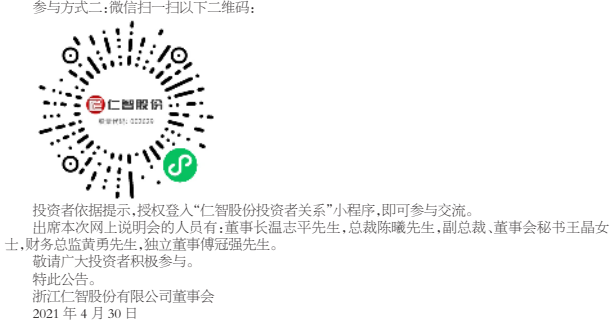 参与方式二:微信扫一扫以下二维码:
仁智股份
投资者依据提示,授权登入“仁智股份投资者关系”小程序,即可参与交流。
出席本次网上说明会的人员有:董事长温志平先生,总裁陈曦先生,副总裁、董事会秘书王晶女
士,财务总监黄勇先生,独立董事傅冠强先生。
敬请广大投资者积极参与。
特此公告。
浙江仁智股份有限公司董事会
2021 年 4 月 30 日